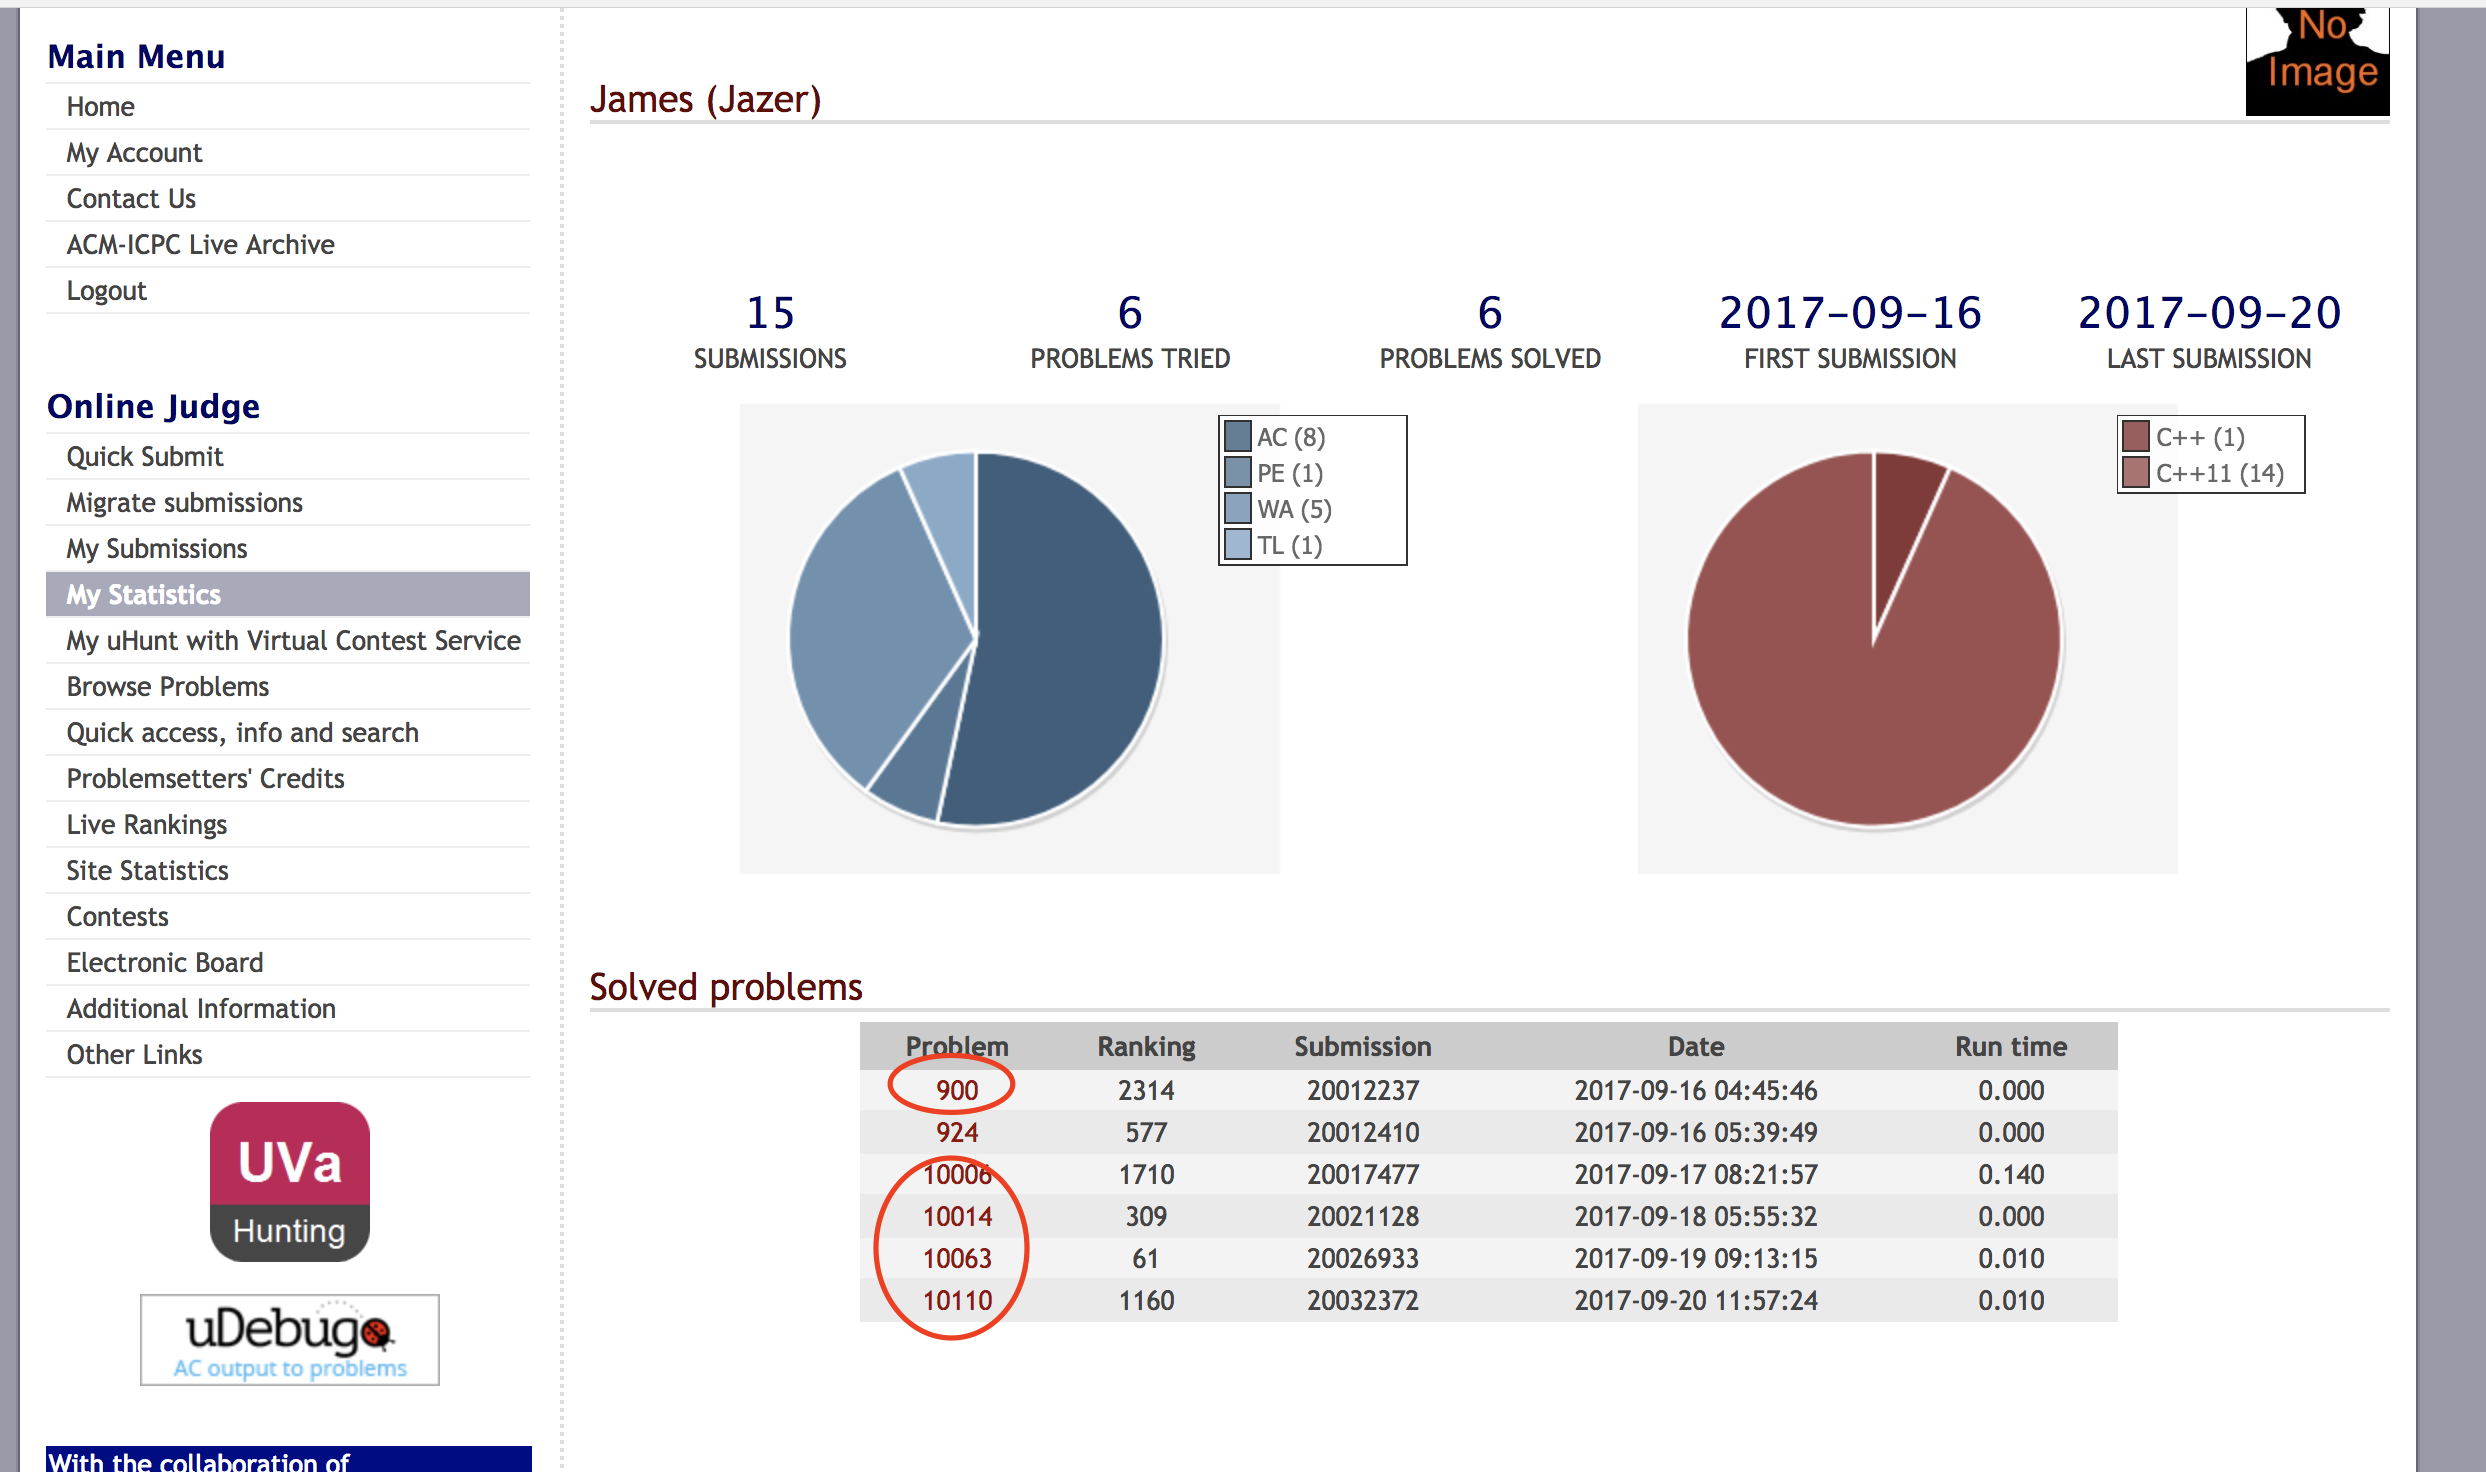 Main Menu
Home
My Account
Contact Us
ACM-ICPC Live Archive
Logout
Online Judge
Quick Submit
Migrate submissions
My Submissions
My Statistics
My uHunt with Virtual Contest Service
Browse Problems
Quick access, info and search
Problemsetters' Credits
Live Rankings
Site Statistics
Contests
Electronic Board
Additional Information
Other Links
UVa
Hunting
uDebug
AC output to problems
With the collaboration of
No
Image
James (Jazer)
15 6 6 2017-09-16 2017-09-20
SUBMISSIONS PROBLEMS TRIED PROBLEMS SOLVED FIRST SUBMISSION LAST SUBMISSION
AC (8)
PE (1)
WA (5)
TL (1)
C++ (1)
C++11 (14)
Solved problems
Problem Ranking Submission Date Run time
900 2314 20012237 2017-09-16 04:45:46 0.000
924 577 20012410 2017-09-16 05:39:49 0.000
10006 1710 20017477 2017-09-17 08:21:57 0.140
10014 309 20021128 2017-09-18 05:55:32 0.000
10063 61 20026933 2017-09-19 09:13:15 0.010
10110 1160 20032372 2017-09-20 11:57:24 0.010